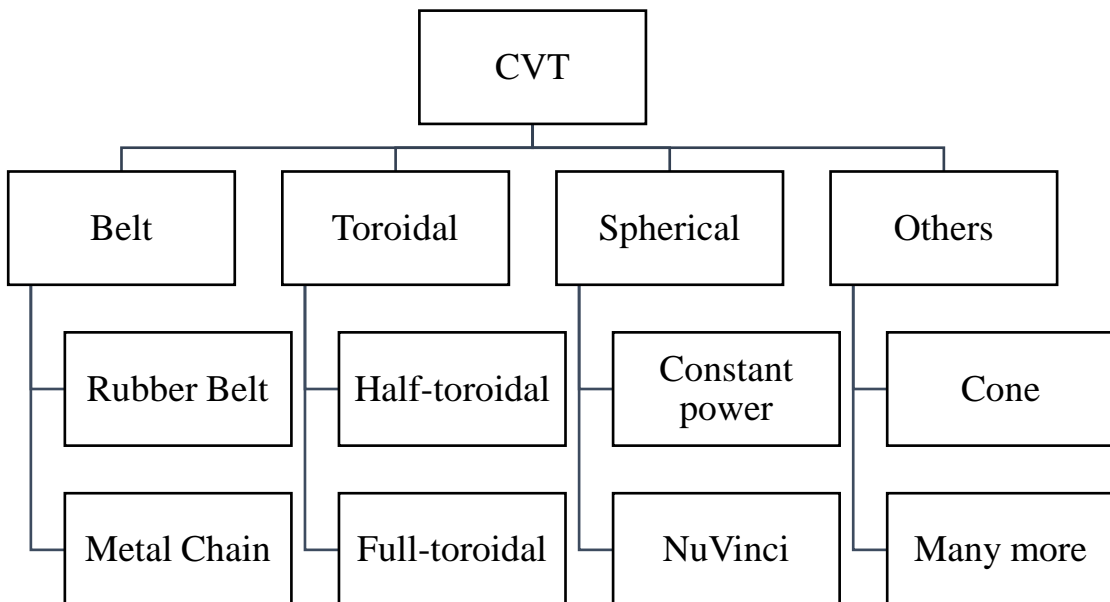 CVT
Belt
Toroidal
Spherical
Others
Rubber Belt
Half-toroidal
Constant
power
Cone
Metal Chain
Full-toroidal
NuVinci
Many more